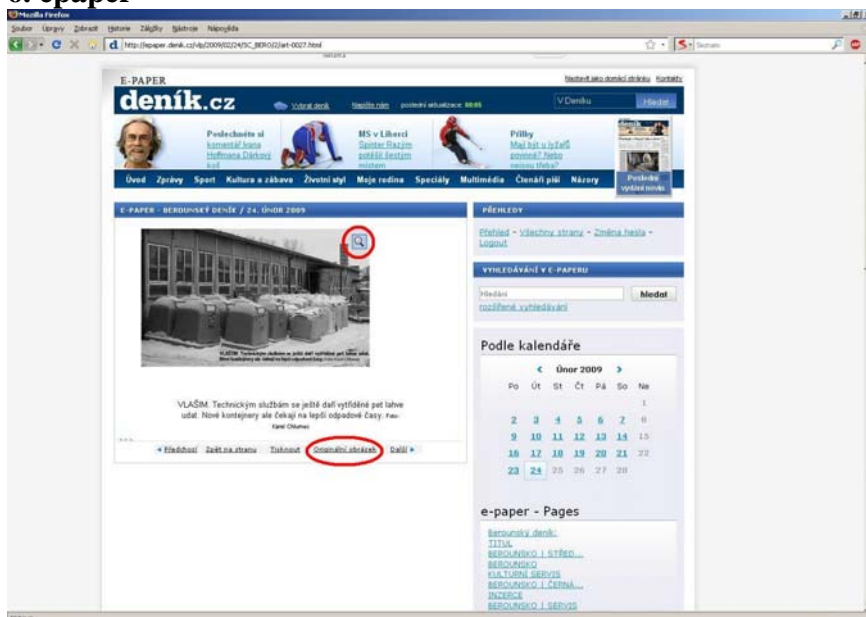 6. epaper
Mozilla Firefox
Soubor Úpravy Zobrazit Historie Záložky Nástroje Nápověda
http://epaper.denik.cz/vlp/2009/02/24/SC_BERO/2/art-0027.html
Seznam
E-PAPER
Nastavit jako domácí stránku Kontakty
deník.cz
Vybrat deník Napište nám poslední aktualizace
V Deníku Hledat
Poslechněte si
komentář Ivana
Hoffmana Dárkový
koš
MS v Liberci
Sprinter Razým
potěšil šestým
místem
Přilby
Mají být u lyžařů
povinné? Nebo
nejsou třeba?
Poslední
vydání novin
Úvod Zprávy Sport Kultura a zábava Životní styl Moje rodina Speciály Multimédia Čtenáři píší Názory
E-PAPER - BEROUNSKÝ DENÍK / 24. ÚNOR 2009
VLAŠIM. Technickým službám se ještě daří vytříděné pet lahve
udat. Nové kontejnery ale čekají na lepší odpadové časy. Foto:
Karel Chlumec
Předchozí Zpět na stranu Tisknout Originální obrázek Další
PŘEHLEDY
Přehled - Všechny strany - Změna hesla -
Logout
VYHLEDÁVÁNÍ V E-PAPERU
Hledání hledat
rozšířené vyhledávání
Podle kalendáře
Únor 2009
Po Út St Čt Pá So Ne
1
2 3 4 5 6 7 8
9 10 11 12 13 14 15
16 17 18 19 20 21 22
23 24 25 26 27 28
e-paper - Pages
Berounský deník:
TITUL
BEROUNSKO | STŘED...
BEROUNSKO
KULTURNÍ SERVIS
BEROUNSKO | ČERNÁ...
INZERCE
BEROUNSKO | SERVIS